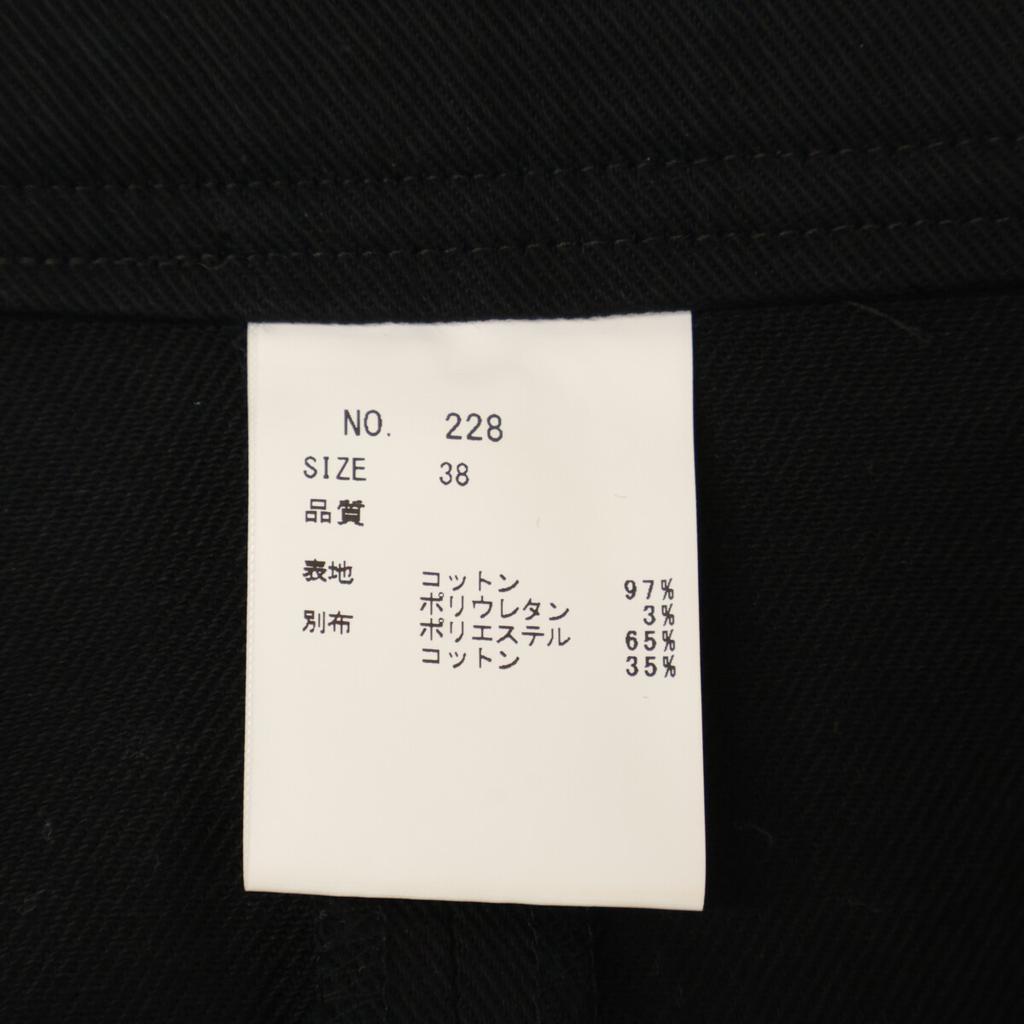 NO. 228
SIZE 38
品質
表地 コットン 97%
ポリウレタン 3%
別布 ポリエステル 65%
コットン 35%